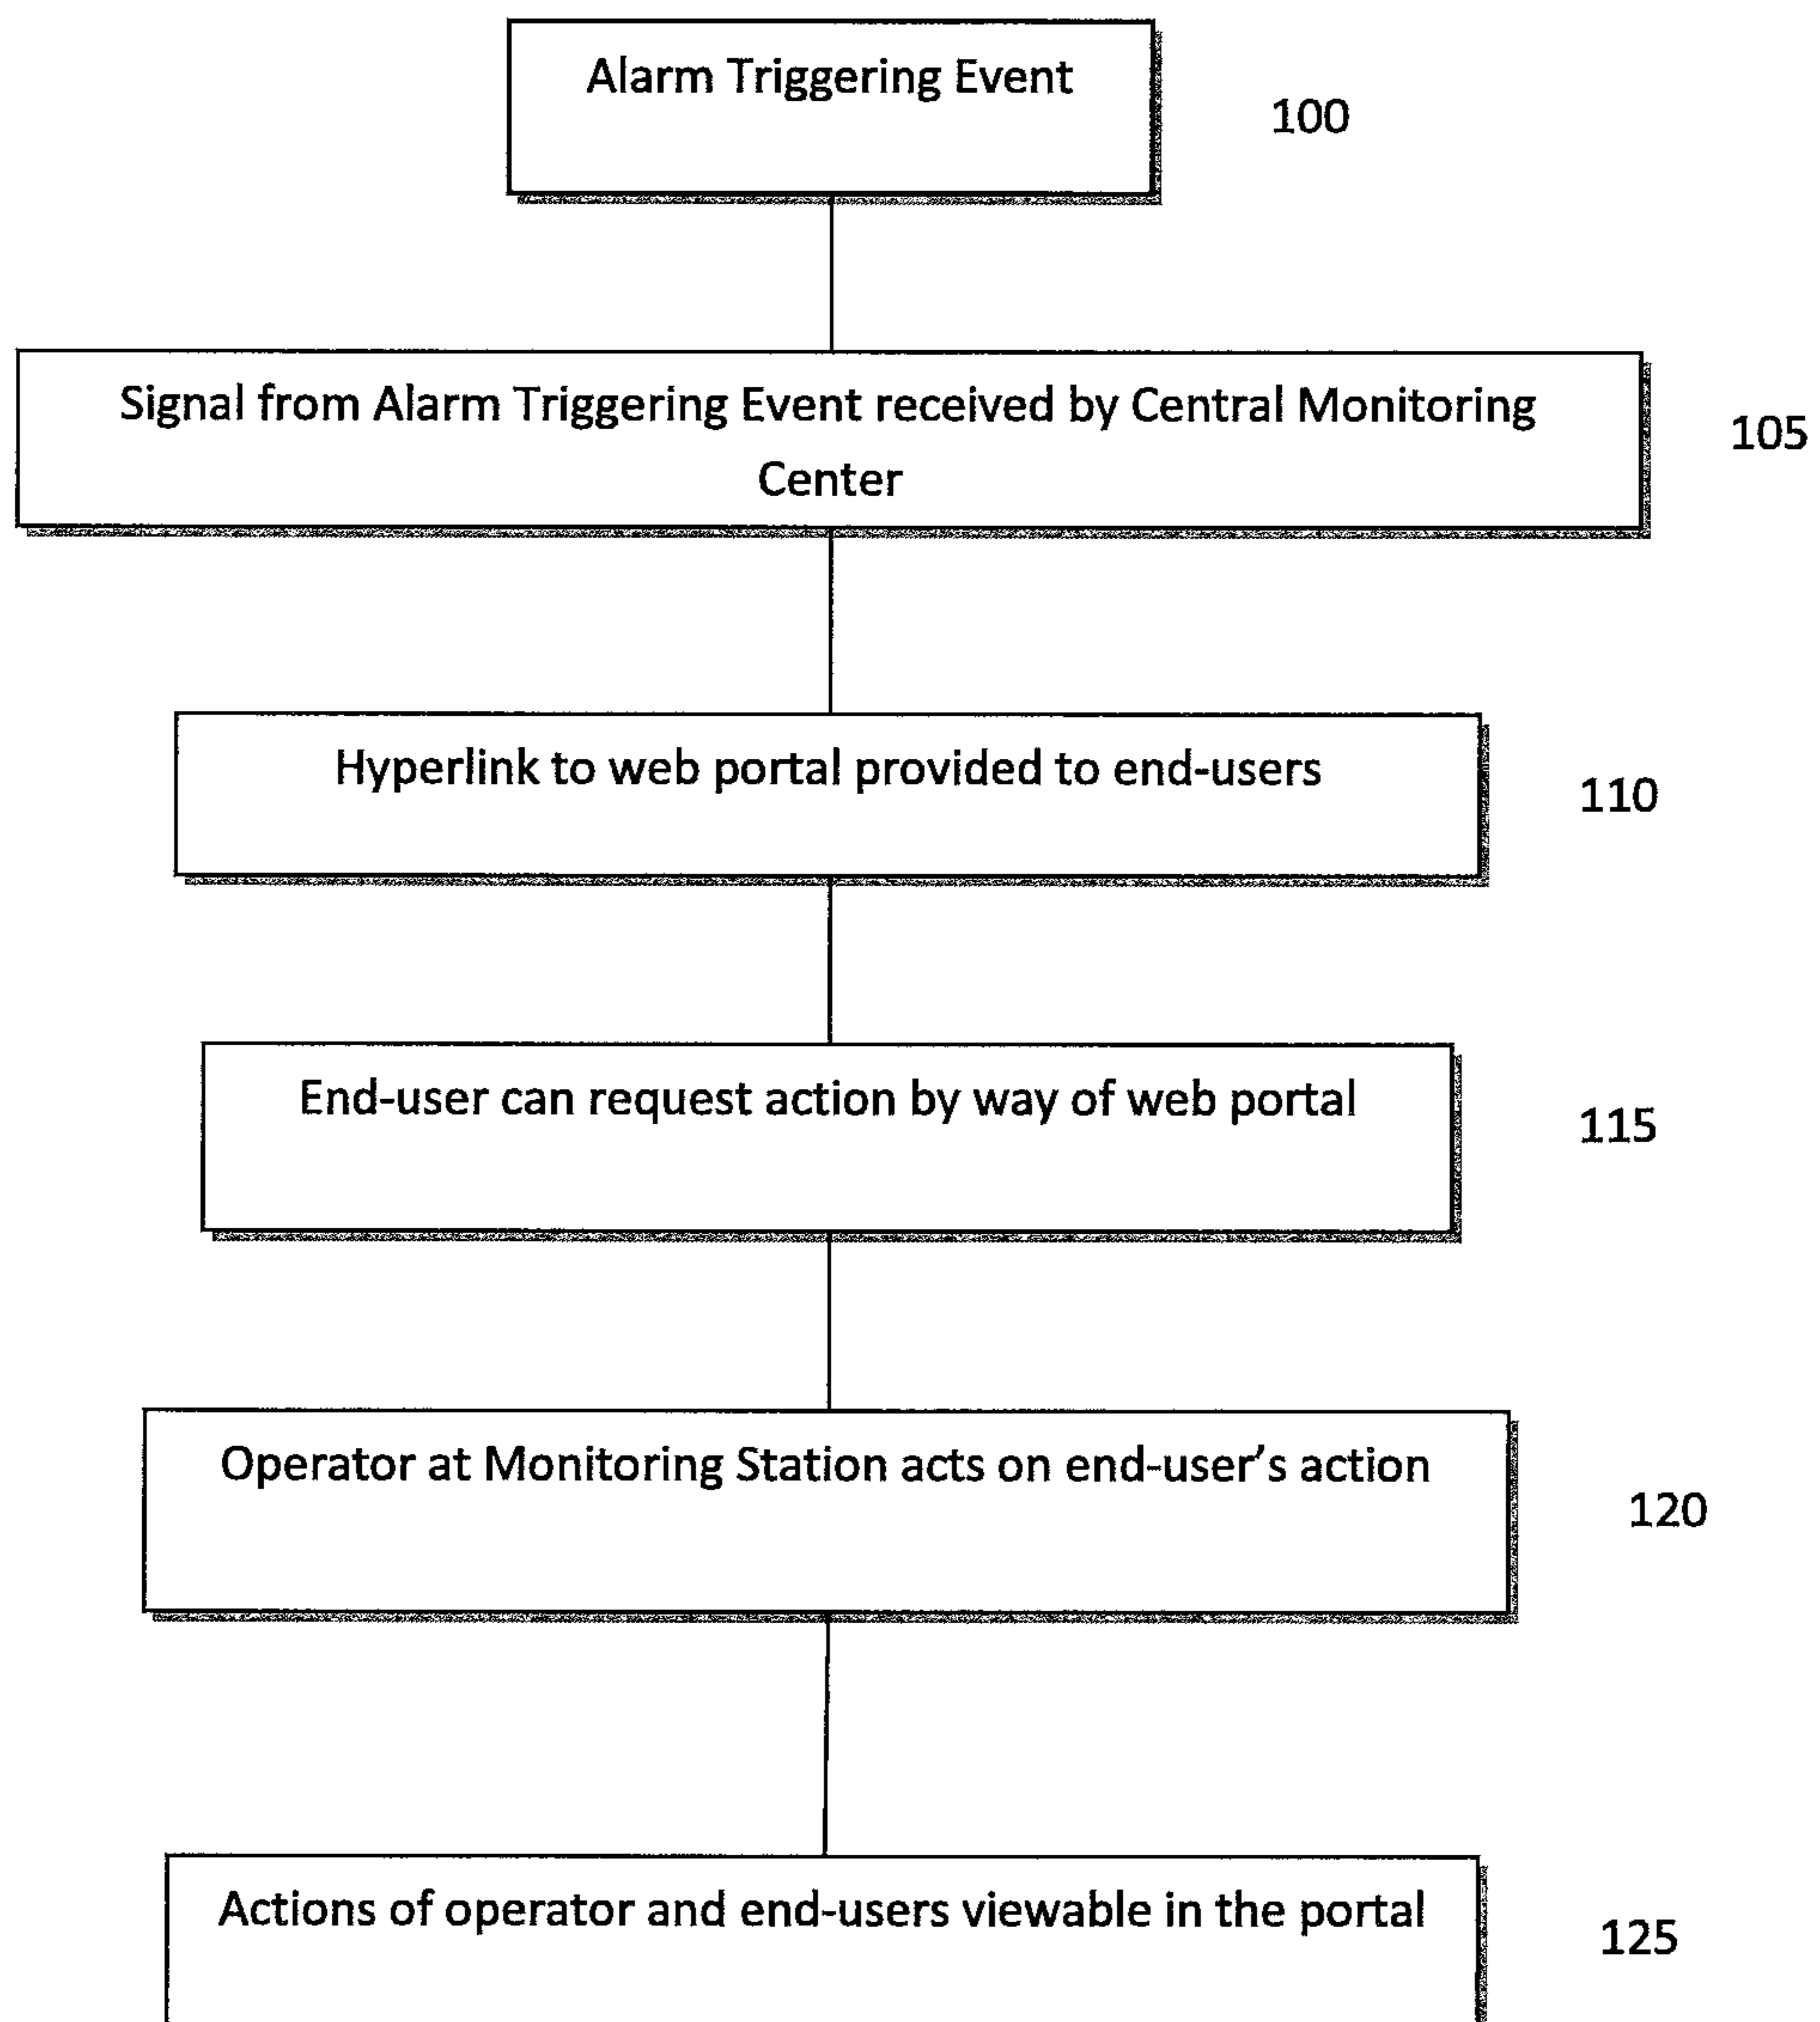 Alarm Triggering Event
100
Signal from Alarm Triggering Event received by Central Monitoring
Center
105
Hyperlink to web portal provided to end-users
110
End-user can request action by way of web portal
115
Operator at Monitoring Station acts on end-user’s action
120
Actions of operator and end-users viewable in the portal
125